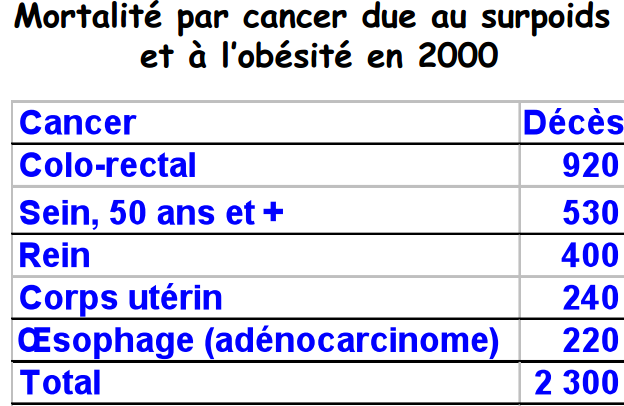 Mortalité par cancer due au surpoids
et à l'obésité en 2000
Cancer Décès
Colo-rectal 920
Sein, 50 ans et + 530
Rein 400
Corps utérin 240
Œsophage (adénocarcinome) 220
Total 2 300